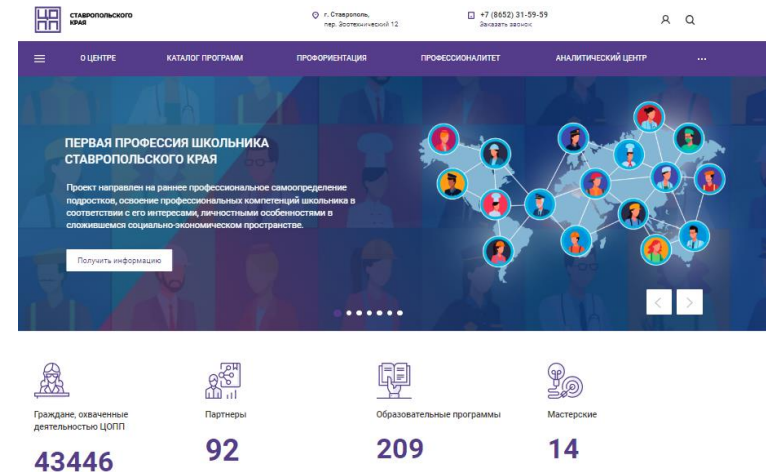 ЦОПП
СТАВРОПОЛЬСКОГО
КРАЯ
г. Ставрополь,
пер. Зоотехнический 12
+7 (8652) 31-59-59
Заказать звонок
О ЦЕНТРЕ
КАТАЛОГ ПРОГРАММ
ПРОФОРИЕНТАЦИЯ
ПРОФЕССИОНАЛИТЕТ
АНАЛИТИЧЕСКИЙ ЦЕНТР
...
ПЕРВАЯ ПРОФЕССИЯ ШКОЛЬНИКА
СТАВРОПОЛЬСКОГО КРАЯ
Проект направлен на раннее профессиональное самоопределение
подростков, освоение профессиональных компетенций школьника в
соответствии с его интересами, личностными особенностями в
сложившемся социально-экономическом пространстве.
Получить информацию
Граждане, охваченные
деятельностью ЦОПП
43446
Партнеры
92
Образовательные программы
209
Мастерские
14